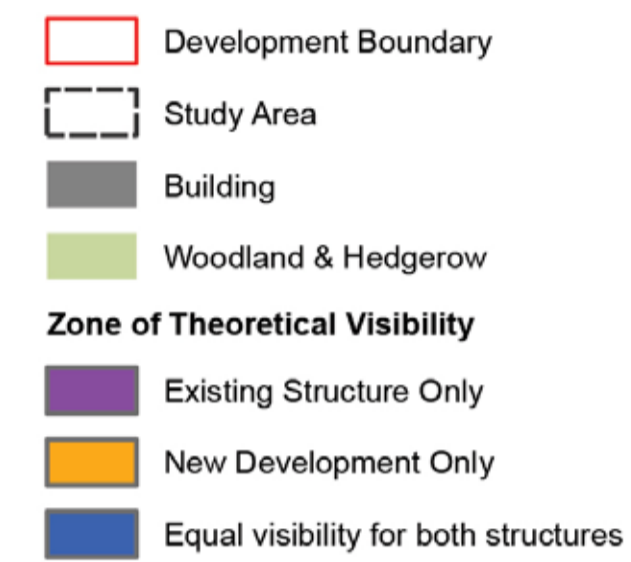 Development Boundary
Study Area
Building
Woodland & Hedgerow
Zone of Theoretical Visibility
Existing Structure Only
New Development Only
Equal visibility for both structures